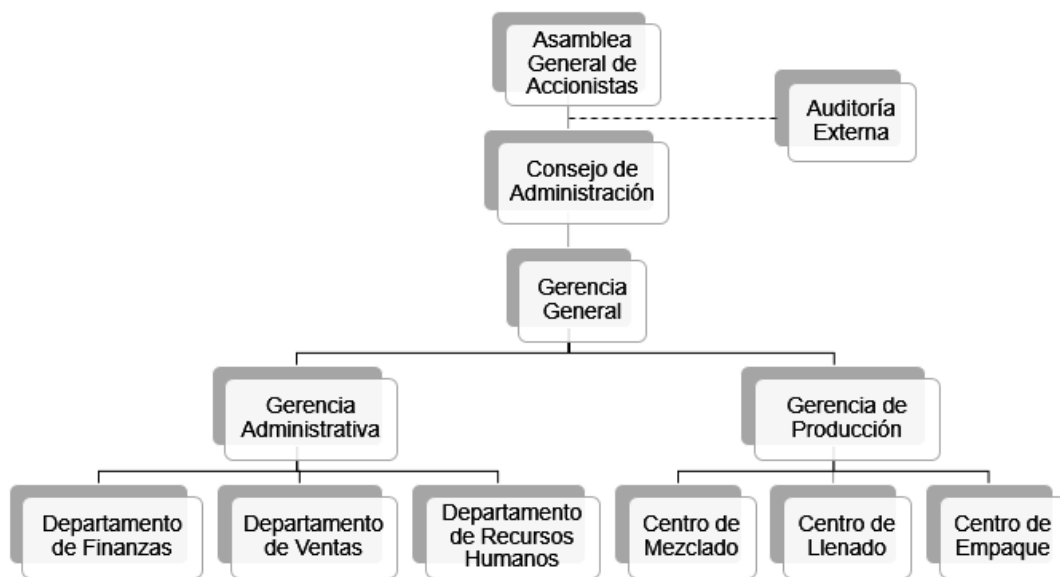 Asamblea
General de
Accionistas
Auditoría
Externa
Consejo de
Administración
Gerencia
General
Gerencia
Administrativa
Gerencia de
Producción
Departamento
de Finanzas
Departamento
de Ventas
Departamento
de Recursos
Humanos
Centro de
Mezclado
Centro de
Llenado
Centro de
Empaque